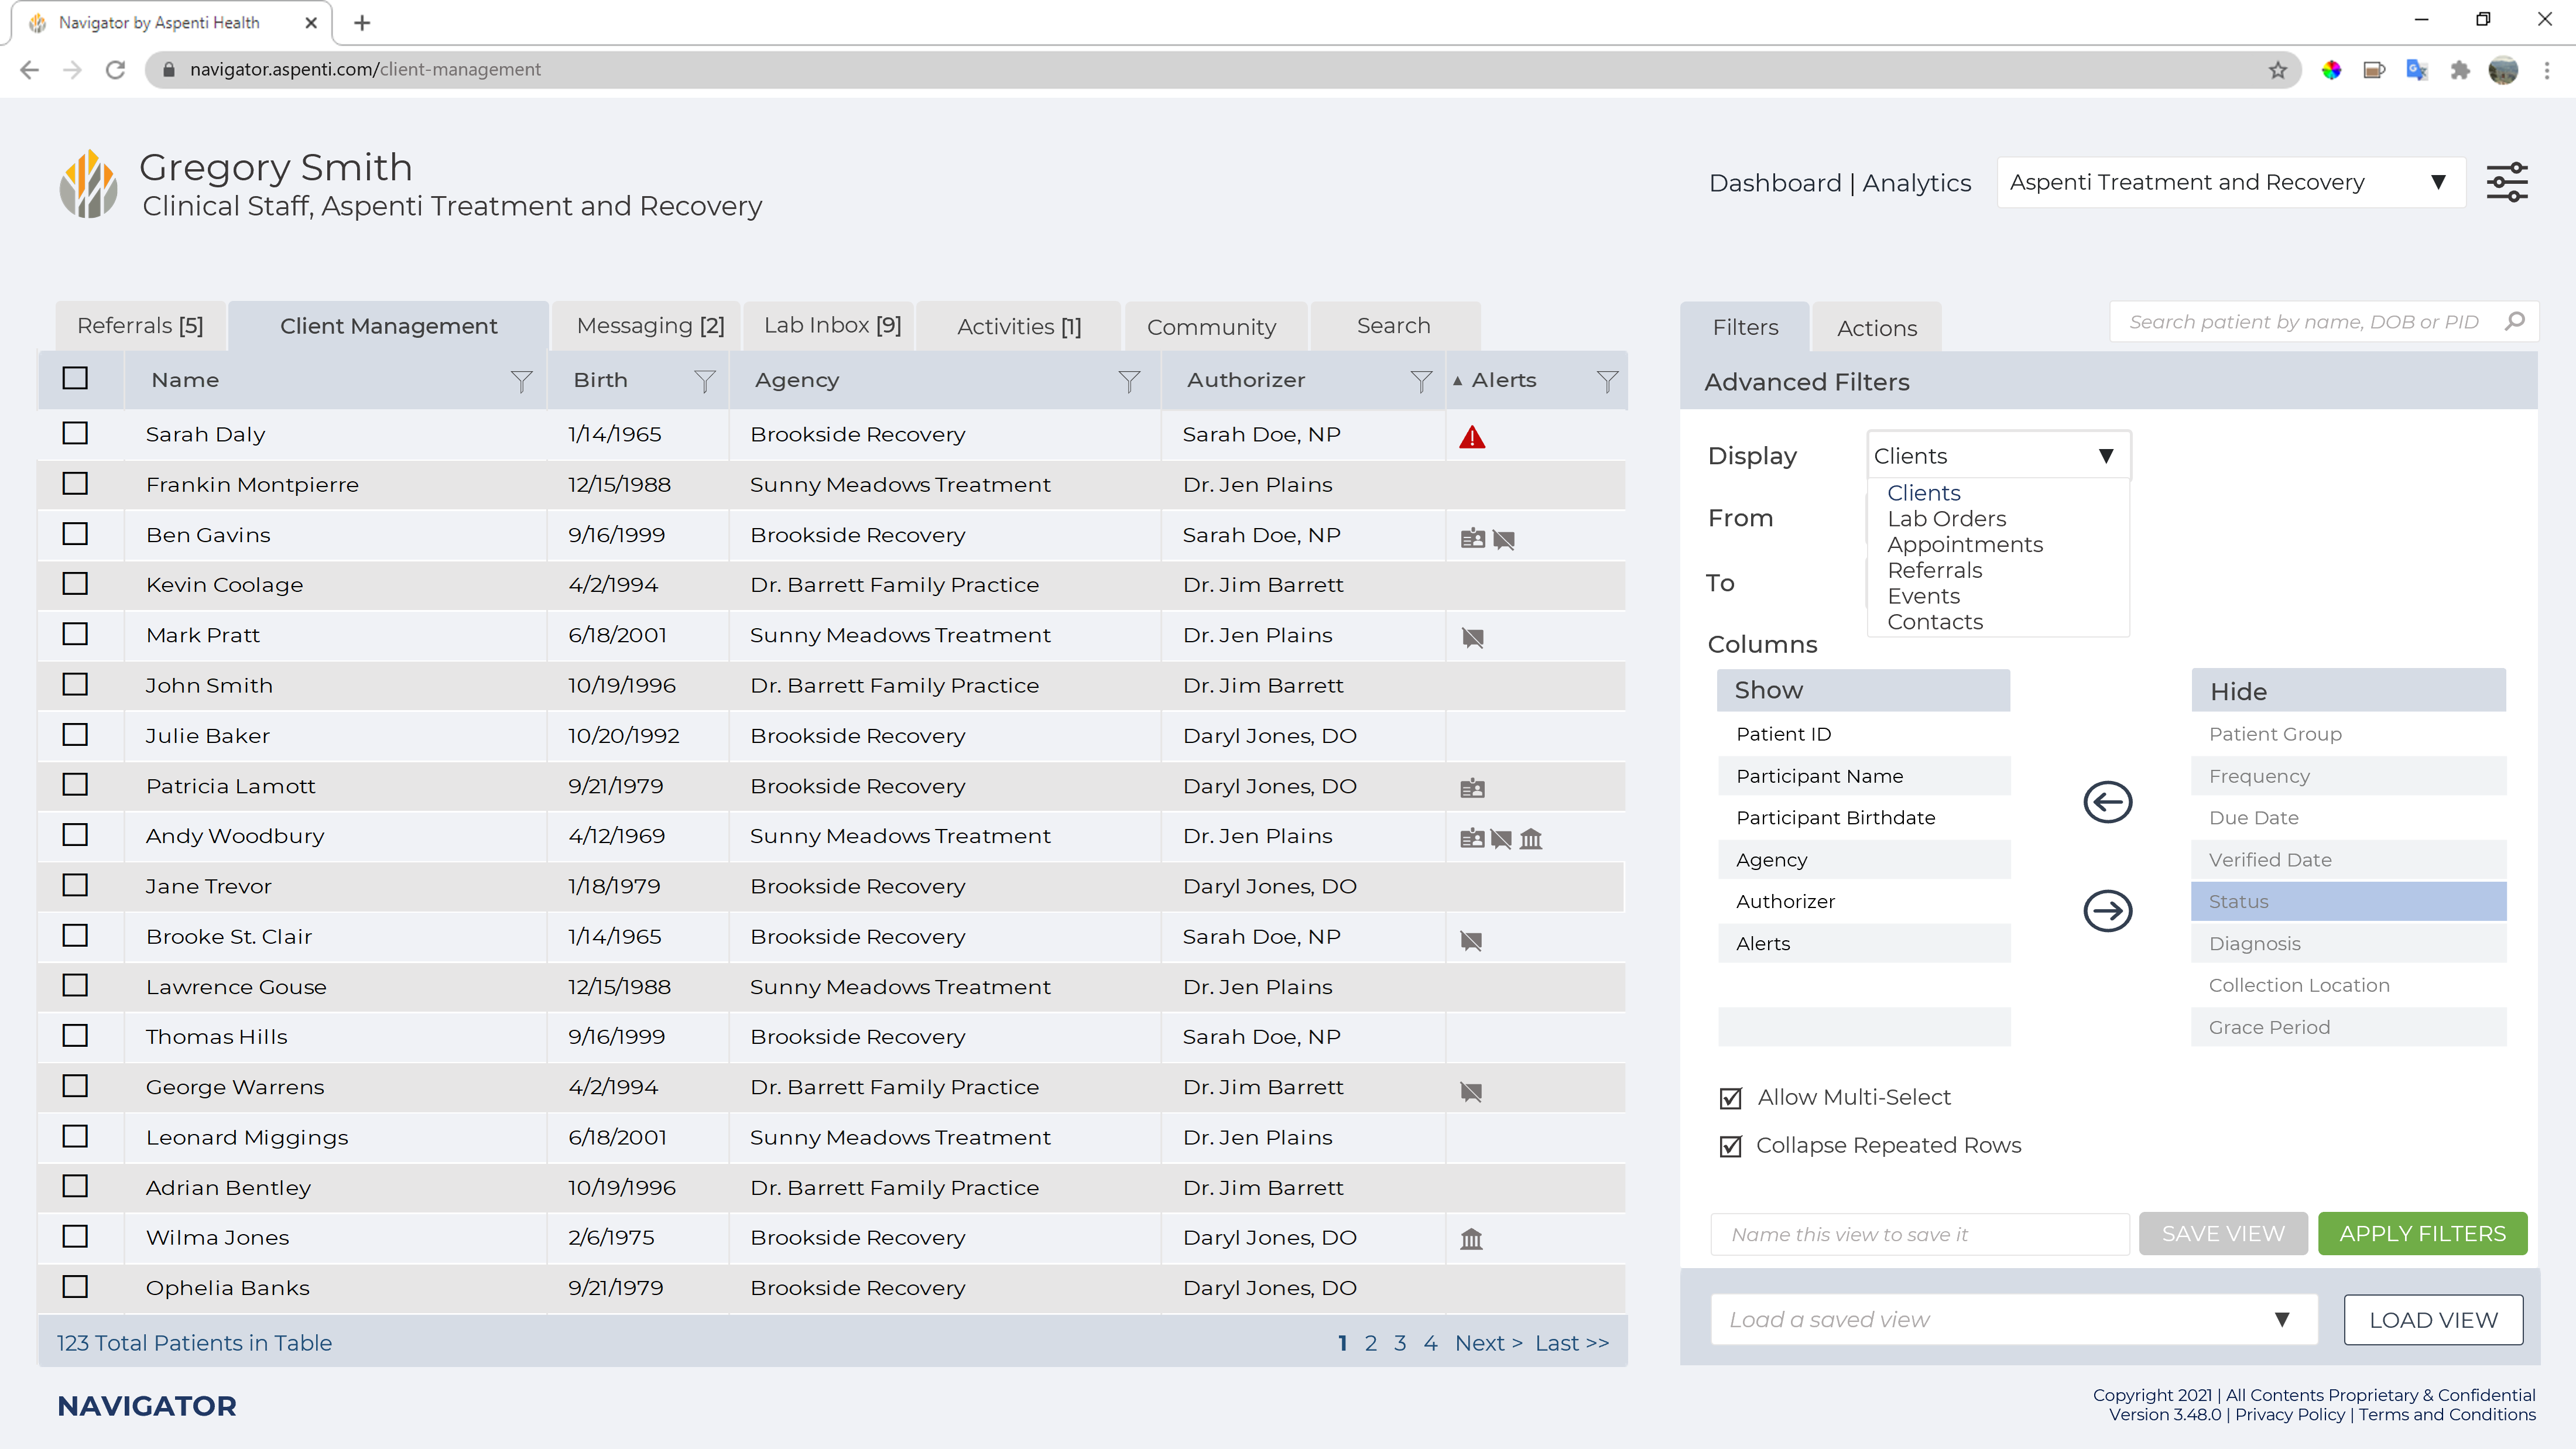 Navigator by Aspenti Health
navigator.aspenti.com/client-management
Gregory Smith
Clinical Staff, Aspenti Treatment and Recovery
Dashboard | Analytics
Aspenti Treatment and Recovery
Referrals [5]
Client Management
Messaging [2]
Lab Inbox [9]
Activities [1]
Community
Search
Name Birth Agency Authorizer ▲ Alerts
Sarah Daly 1/14/1965 Brookside Recovery Sarah Doe, NP
Frankin Montpierre 12/15/1988 Sunny Meadows Treatment Dr. Jen Plains
Ben Gavins 9/16/1999 Brookside Recovery Sarah Doe, NP
Kevin Coolage 4/2/1994 Dr. Barrett Family Practice Dr. Jim Barrett
Mark Pratt 6/18/2001 Sunny Meadows Treatment Dr. Jen Plains
John Smith 10/19/1996 Dr. Barrett Family Practice Dr. Jim Barrett
Julie Baker 10/20/1992 Brookside Recovery Daryl Jones, DO
Patricia Lamott 9/21/1979 Brookside Recovery Daryl Jones, DO
Andy Woodbury 4/12/1969 Sunny Meadows Treatment Dr. Jen Plains
Jane Trevor 1/18/1979 Brookside Recovery Daryl Jones, DO
Brooke St. Clair 1/14/1965 Brookside Recovery Sarah Doe, NP
Lawrence Gouse 12/15/1988 Sunny Meadows Treatment Dr. Jen Plains
Thomas Hills 9/16/1999 Brookside Recovery Sarah Doe, NP
George Warrens 4/2/1994 Dr. Barrett Family Practice Dr. Jim Barrett
Leonard Miggings 6/18/2001 Sunny Meadows Treatment Dr. Jen Plains
Adrian Bentley 10/19/1996 Dr. Barrett Family Practice Dr. Jim Barrett
Wilma Jones 2/6/1975 Brookside Recovery Daryl Jones, DO
Ophelia Banks 9/21/1979 Brookside Recovery Daryl Jones, DO
123 Total Patients in Table
1 2 3 4 Next > Last >>
Filters
Actions
Search patient by name, DOB or PID
Advanced Filters
Display
Clients
Clients
Lab Orders
Appointments
Referrals
Events
Contacts
From
To
Columns
Show
Patient ID
Participant Name
Participant Birthdate
Agency
Authorizer
Alerts
Hide
Patient Group
Frequency
Due Date
Verified Date
Status
Diagnosis
Collection Location
Grace Period
Allow Multi-Select
Collapse Repeated Rows
Name this view to save it
SAVE VIEW
APPLY FILTERS
Load a saved view
LOAD VIEW
NAVIGATOR
Copyright 2021 | All Contents Proprietary & Confidential
Version 3.48.0 | Privacy Policy | Terms and Conditions